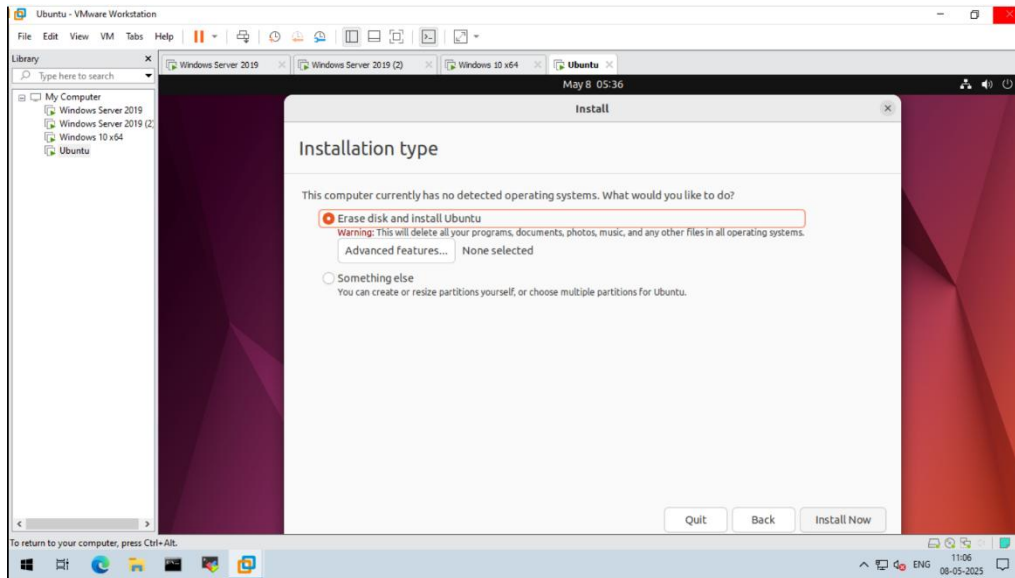 Ubuntu - VMware Workstation
File Edit View VM Tabs Help
Library
Type here to search
My Computer
Windows Server 2019
Windows Server 2019 (2)
Windows 10 x64
Ubuntu
Windows Server 2019 Windows Server 2019 (2) Windows 10 x64 Ubuntu
May 8 05:36
Install
Installation type
This computer currently has no detected operating systems. What would you like to do?
Erase disk and install Ubuntu
Warning: This will delete all your programs, documents, photos, music, and any other files in all operating systems.
Advanced features... None selected
Something else
You can create or resize partitions yourself, or choose multiple partitions for Ubuntu.
Quit Back Install Now
To return to your computer, press Ctrl+Alt.
ENG
11:06
08-05-2025